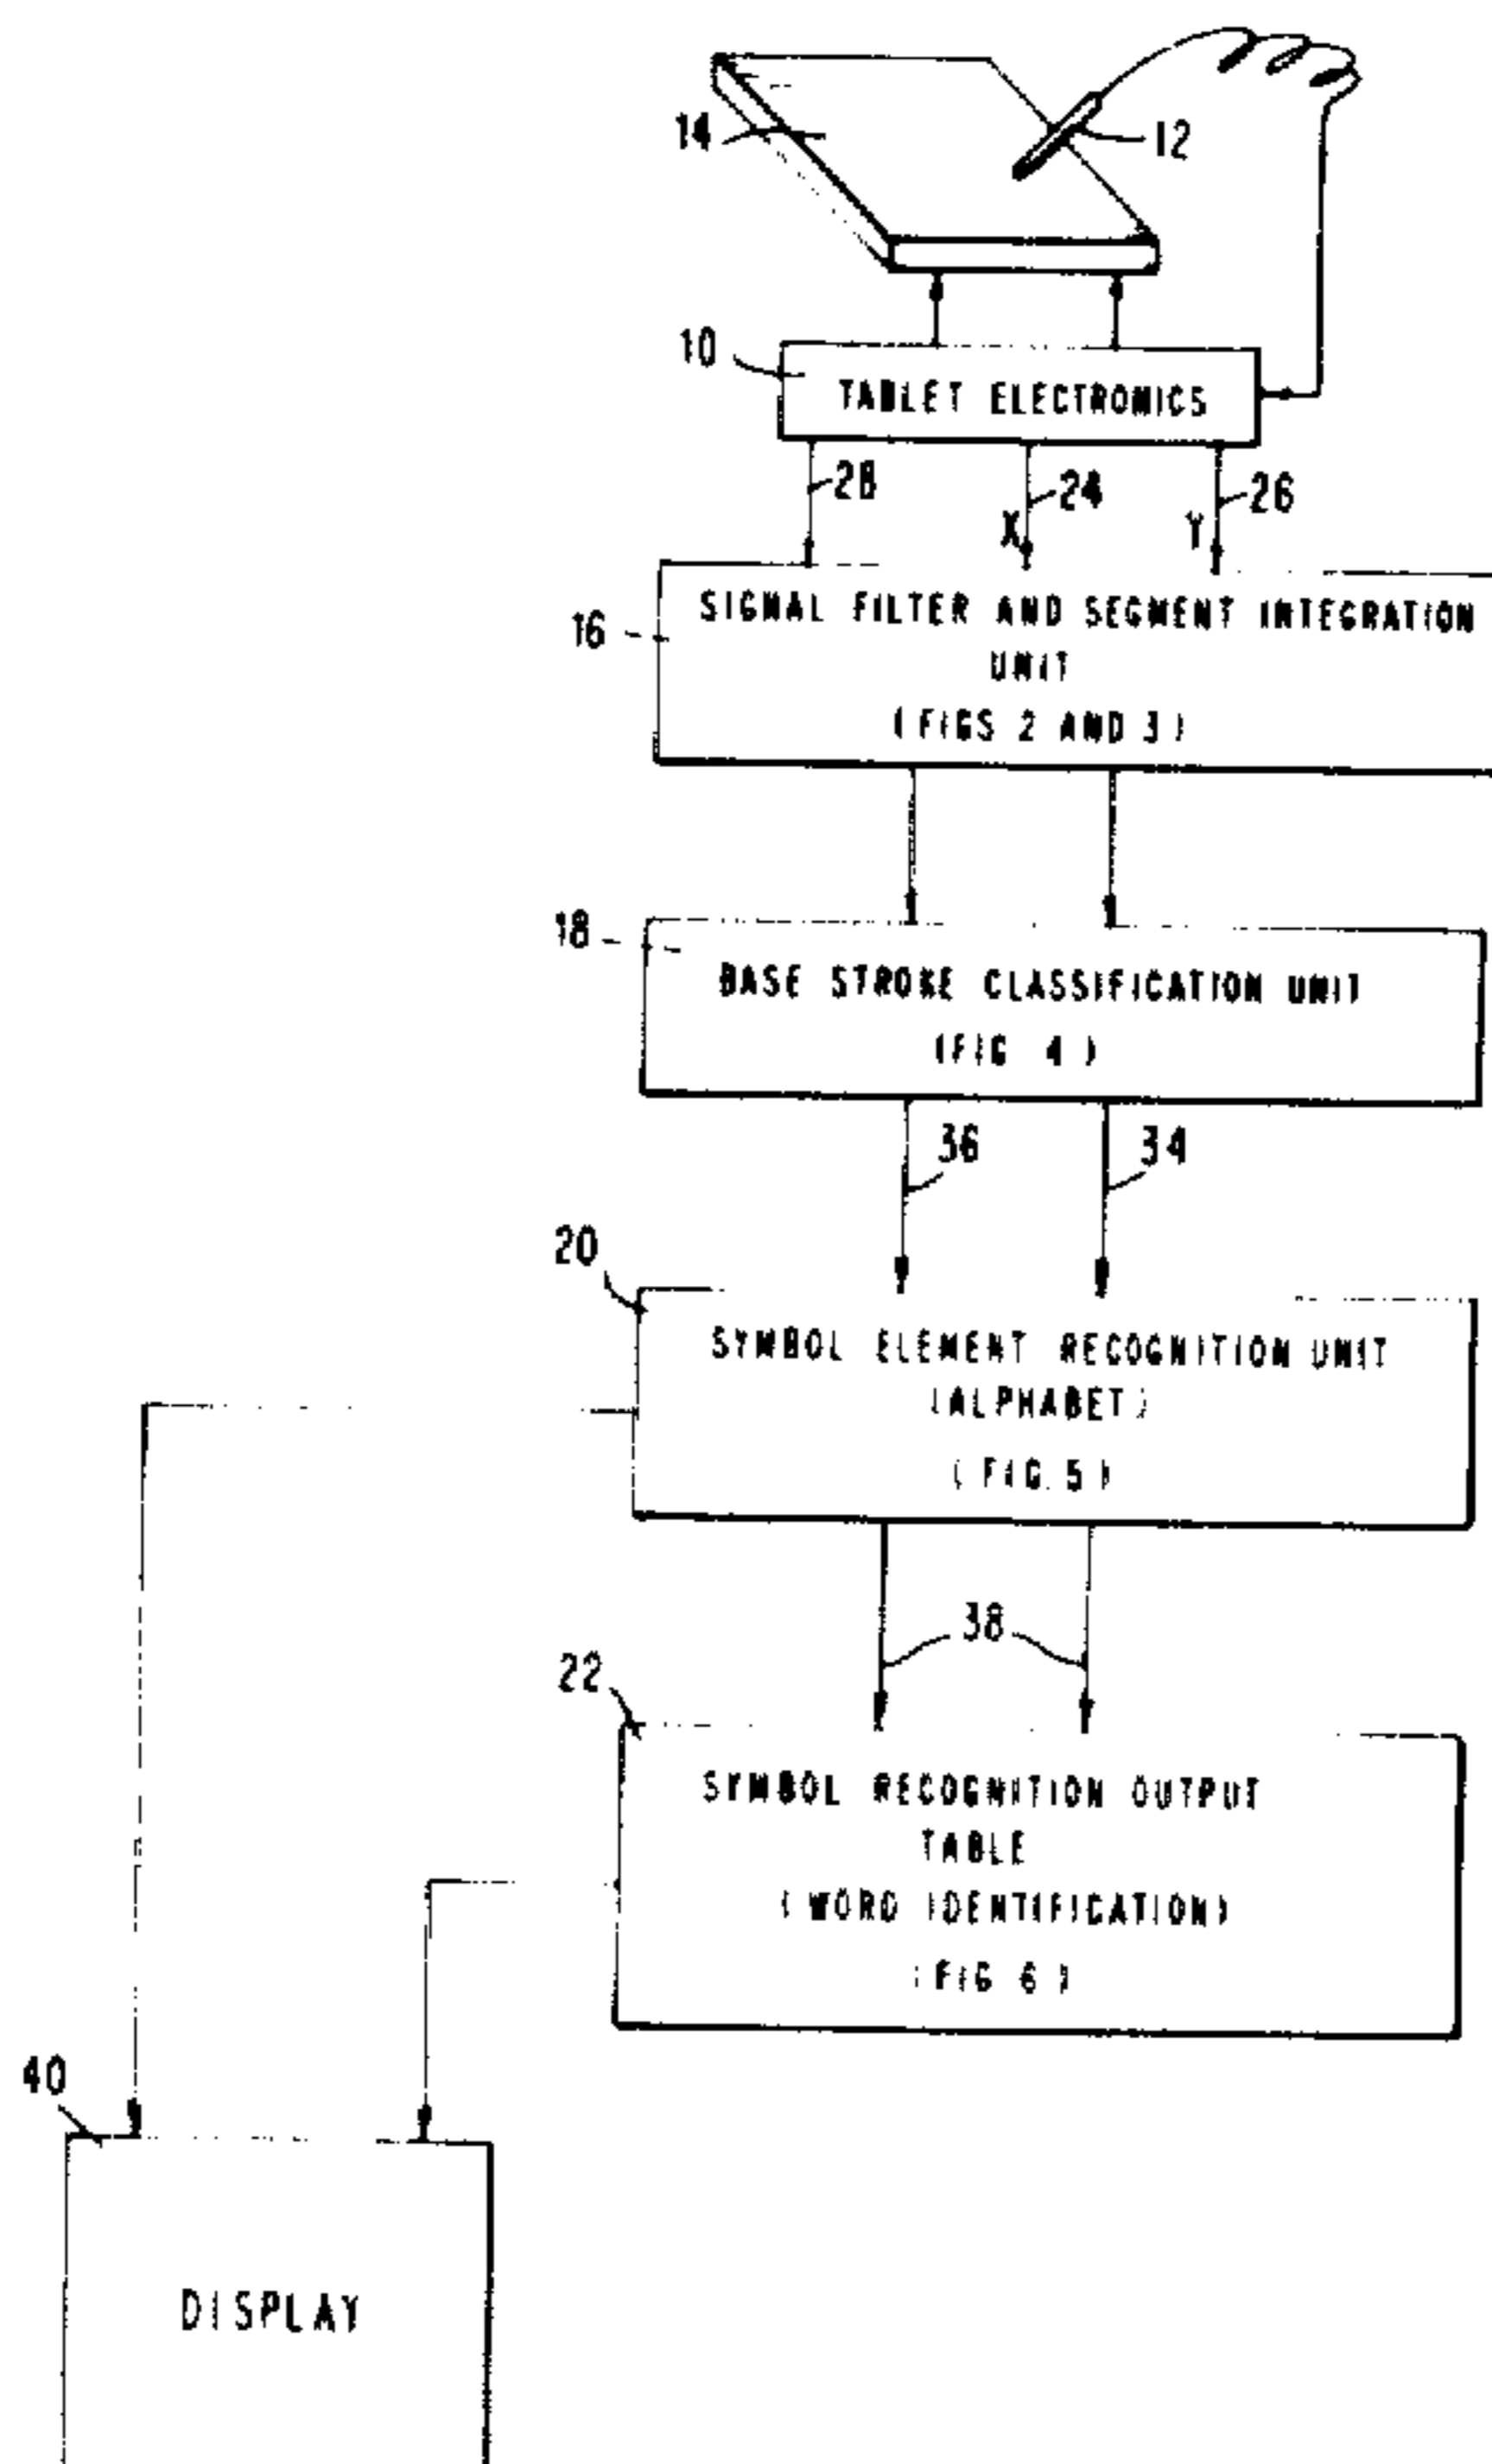 14
12
10
TABLET ELECTRONICS
28
24
26
X
Y
16
SIGNAL FILTER AND SEGMENT INTEGRATION
UNIT
(FIGS 2 AND 3)
18
BASE STROKE CLASSIFICATION UNIT
(FIG 4)
36
34
20
SYMBOL ELEMENT RECOGNITION UNIT
(ALPHABET)
(FIG. 5)
38
22
SYMBOL RECOGNITION OUTPUT
TABLE
(WORD IDENTIFICATION)
(FIG 6)
40
DISPLAY